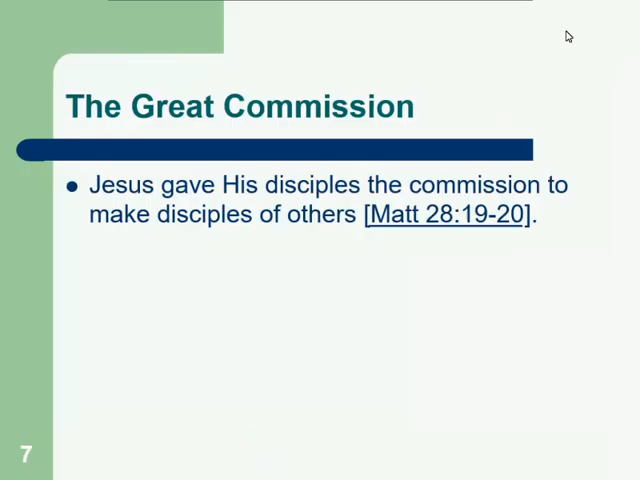 The Great Commission
● Jesus gave His disciples the commission to
make disciples of others [Matt 28:19-20].
7